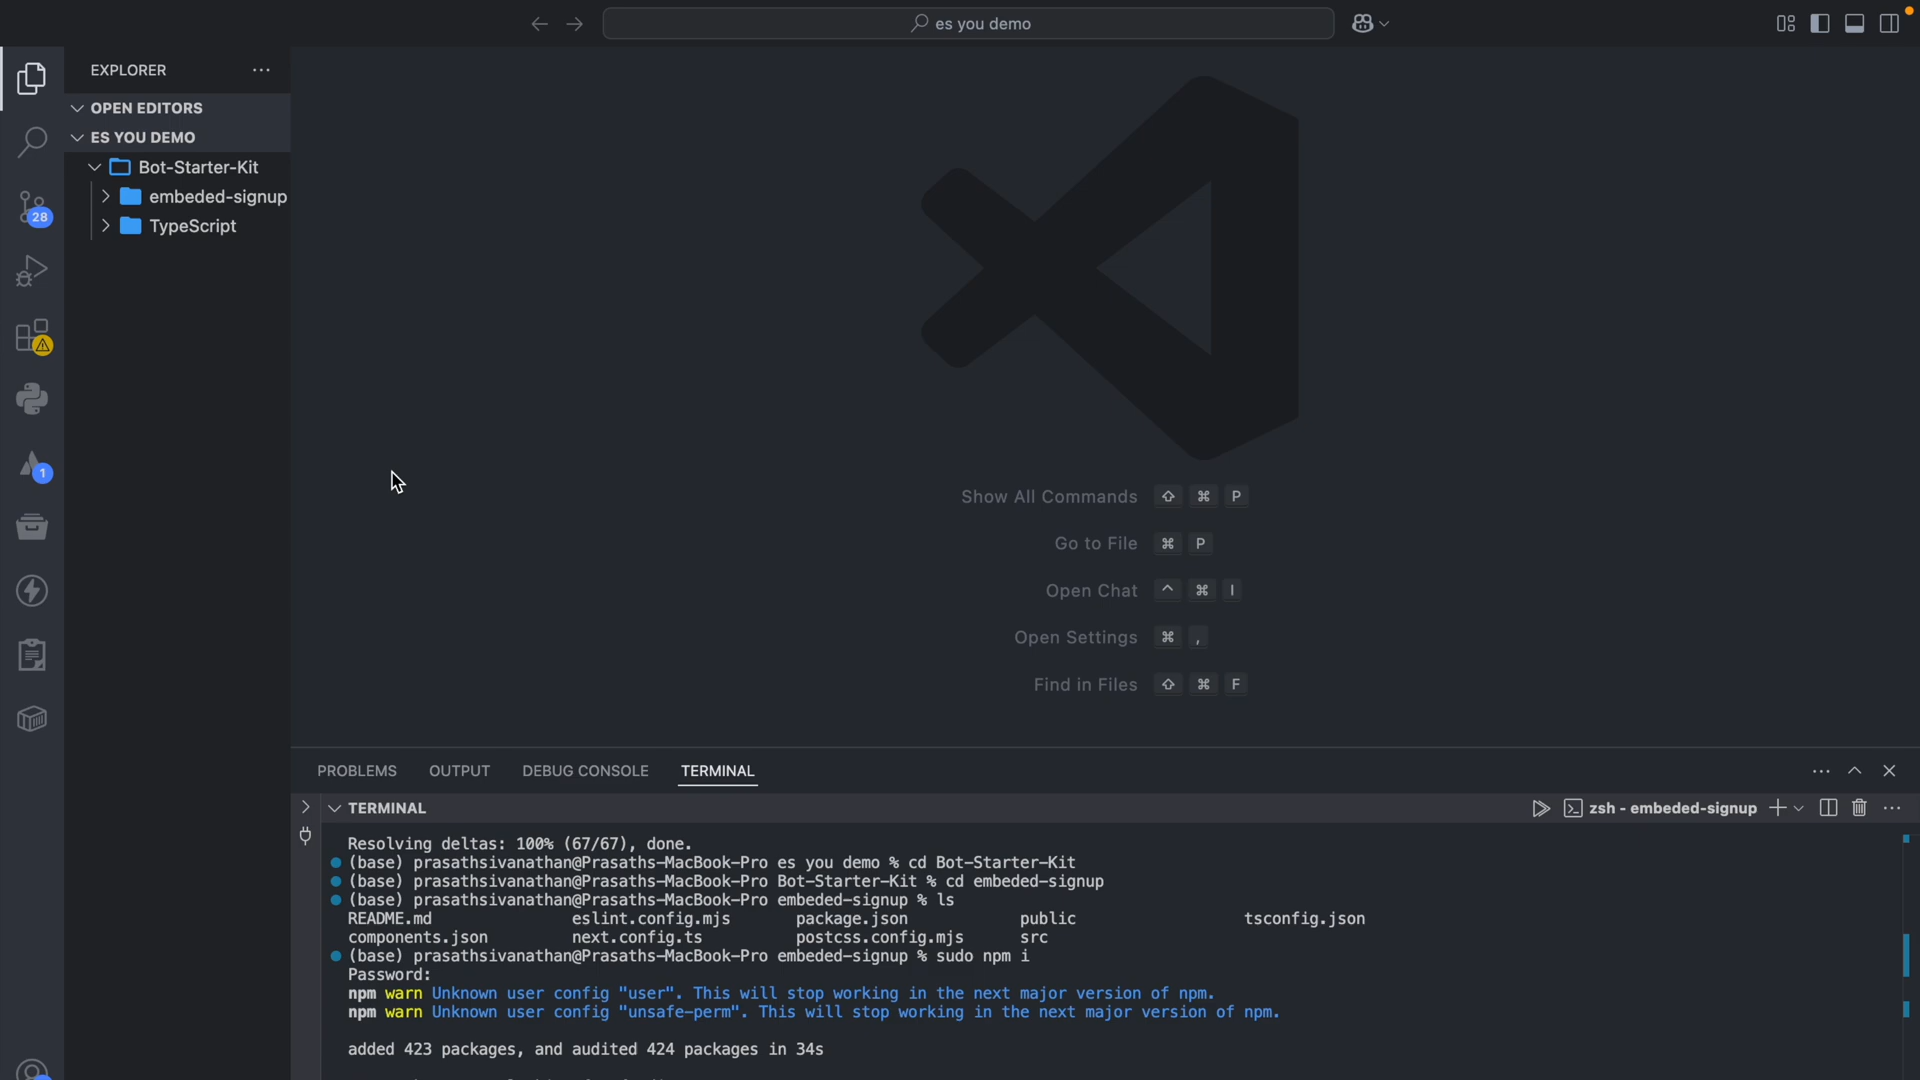 es you demo
EXPLORER
OPEN EDITORS
ES YOU DEMO
Bot-Starter-Kit
embeded-signup
TypeScript
28
1
Show All Commands ⇧ ⌘ P
Go to File ⌘ P
Open Chat ^ ⌘ I
Open Settings ⌘ ,
Find in Files ⇧ ⌘ F
PROBLEMS OUTPUT DEBUG CONSOLE TERMINAL
TERMINAL
zsh - embeded-signup
Resolving deltas: 100% (67/67), done.
(base) prasathsivanathan@Prasaths-MacBook-Pro es you demo % cd Bot-Starter-Kit
(base) prasathsivanathan@Prasaths-MacBook-Pro Bot-Starter-Kit % cd embeded-signup
(base) prasathsivanathan@Prasaths-MacBook-Pro embeded-signup % ls
README.md eslint.config.mjs package.json public tsconfig.json
components.json next.config.ts postcss.config.mjs src
(base) prasathsivanathan@Prasaths-MacBook-Pro embeded-signup % sudo npm i
Password:
npm warn Unknown user config "user". This will stop working in the next major version of npm.
npm warn Unknown user config "unsafe-perm". This will stop working in the next major version of npm.
added 423 packages, and audited 424 packages in 34s